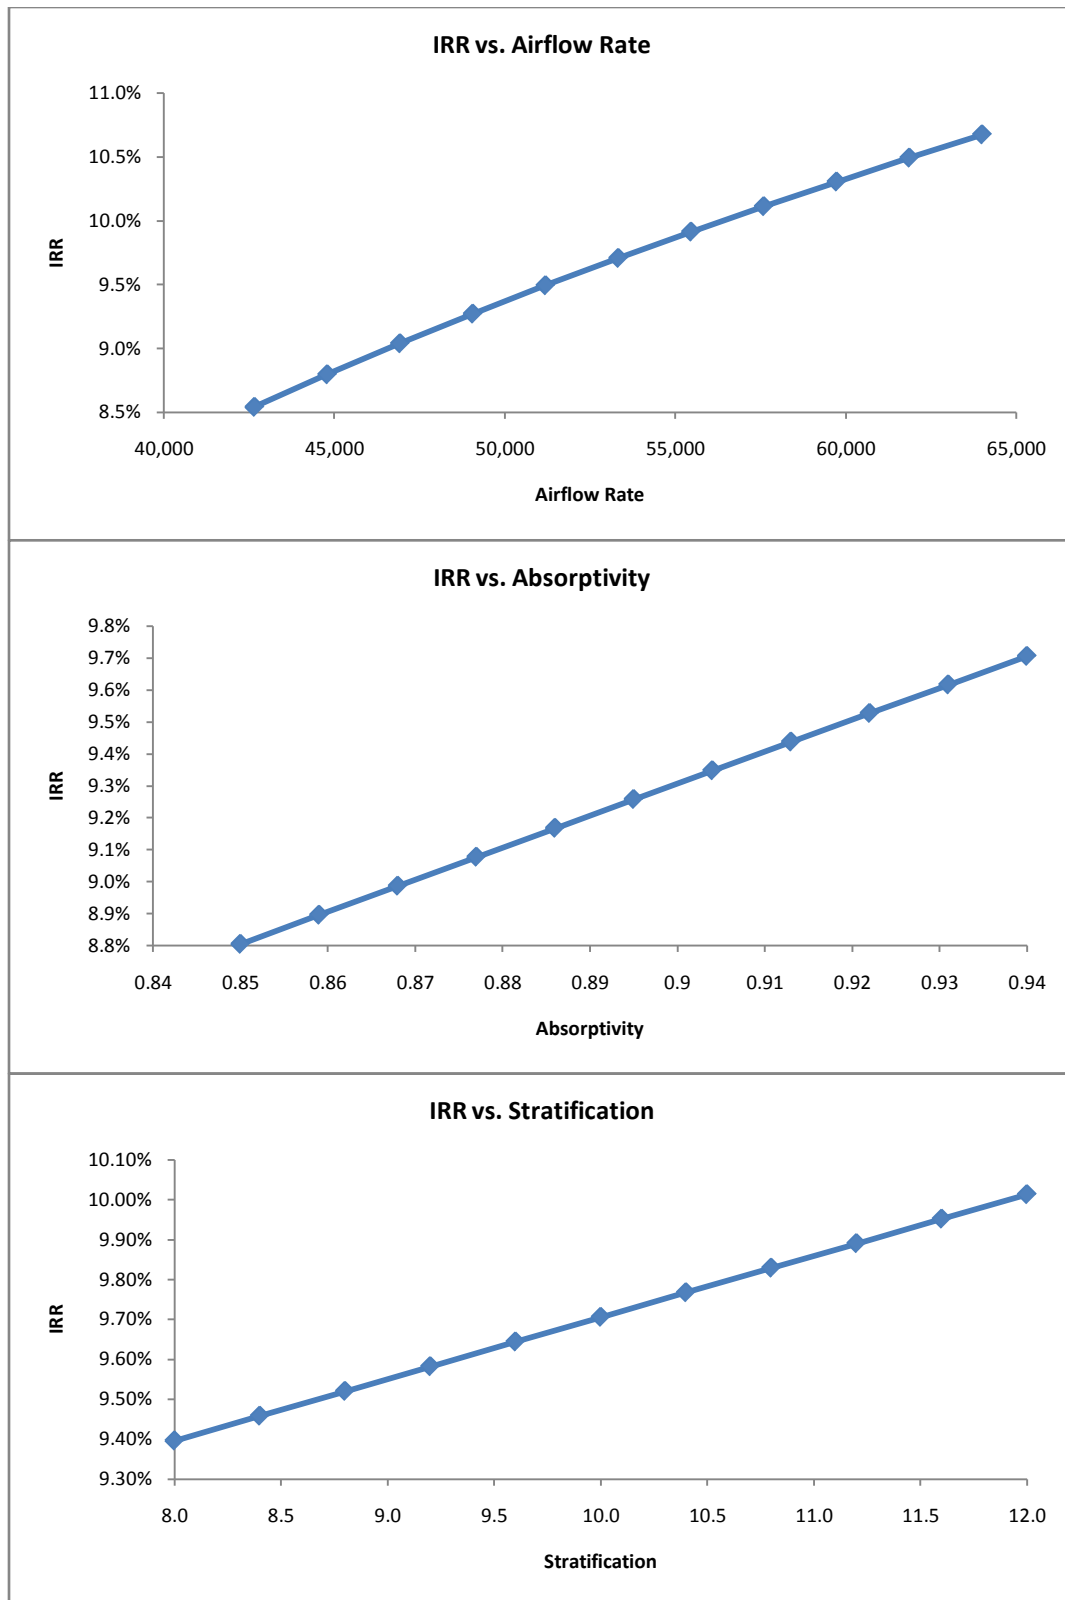 IRR vs. Airflow Rate
11.0%
10.5%
10.0%
9.5%
9.0%
8.5%
IRR
40,000 45,000 50,000 55,000 60,000 65,000
Airflow Rate
IRR vs. Absorptivity
9.8%
9.7%
9.6%
9.5%
9.4%
9.3%
9.2%
9.1%
9.0%
8.9%
8.8%
IRR
0.84 0.85 0.86 0.87 0.88 0.89 0.9 0.91 0.92 0.93 0.94
Absorptivity
IRR vs. Stratification
10.10%
10.00%
9.90%
9.80%
9.70%
9.60%
9.50%
9.40%
9.30%
IRR
8.0 8.5 9.0 9.5 10.0 10.5 11.0 11.5 12.0
Stratification